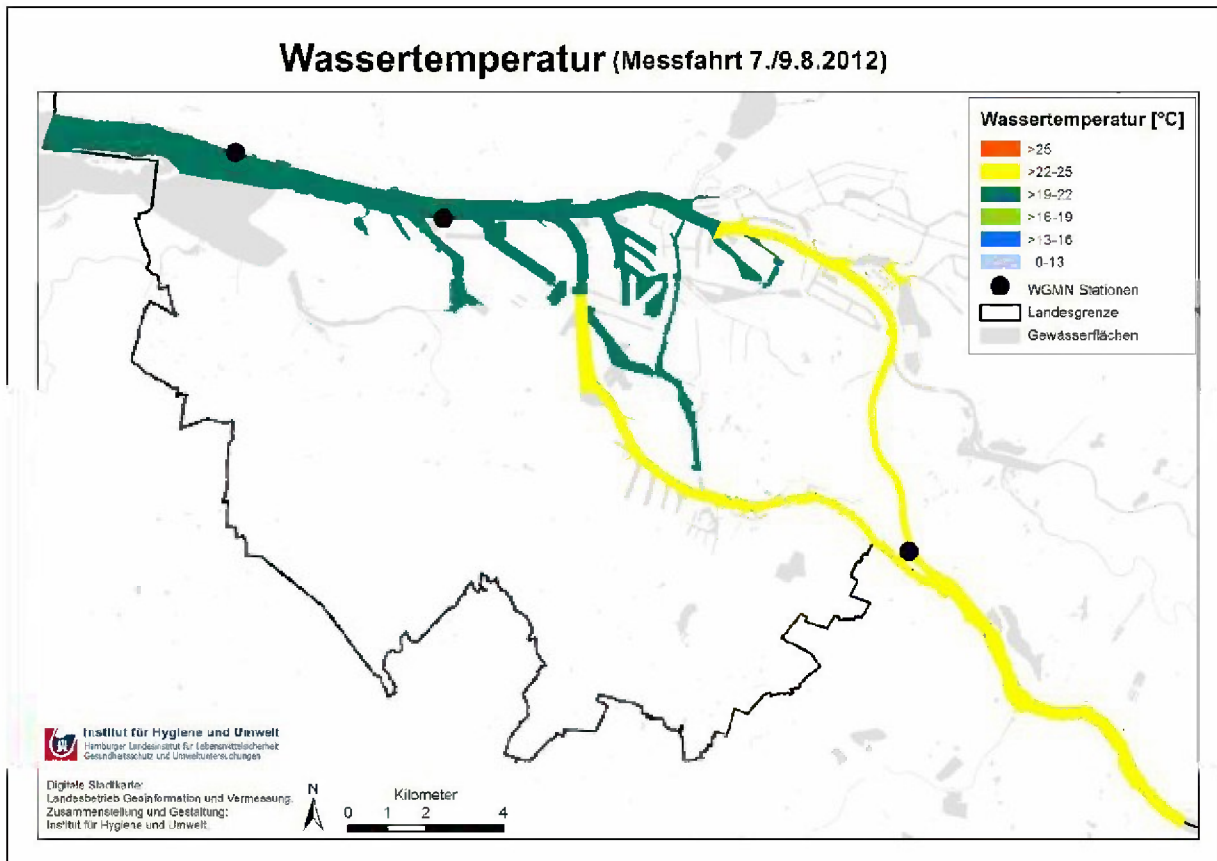 Wassertemperatur (Messfahrt 7./9.8.2012)
Wassertemperatur [°C]
>25
>22-25
>19-22
>16-19
>13-16
0-13
WGMN Stationen
Landesgrenze
Gewässerflächen
Institut für Hygiene und Umwelt
Hamburger Landesinstitut für Lebensmittelsicherheit
Gesundheitsschutz und Umweltuntersuchungen
Digitale Stadtkarte:
Landesbetrieb Geoinformation und Vermessung.
Zusammenstellung und Gestaltung:
Institut für Hygiene und Umwelt.
N
Kilometer
0 1 2 4